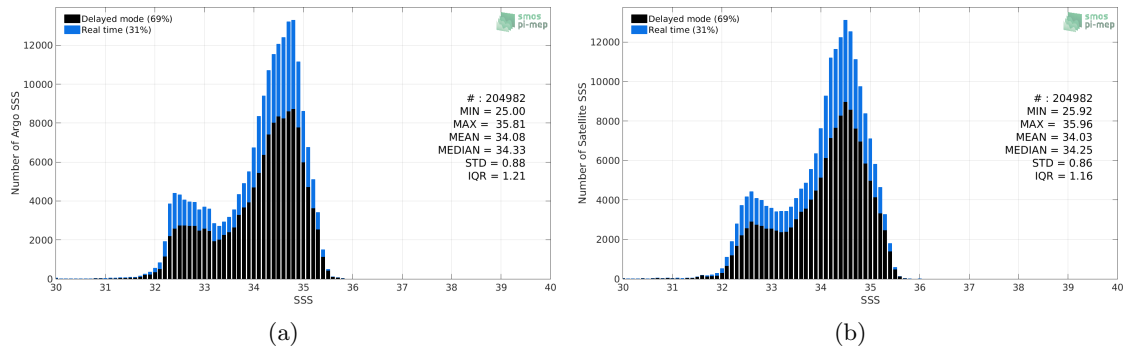 Delayed mode (69%)
Real time (31%)
smos
pi-mep
12000
10000
8000
6000
4000
2000
0
Number of Argo SSS
# : 204982
MIN = 25.00
MAX = 35.81
MEAN = 34.08
MEDIAN = 34.33
STD = 0.88
IQR = 1.21
30 31 32 33 34 35 36 37 38 39 40
SSS
(a)
Delayed mode (69%)
Real time (31%)
smos
pi-mep
12000
10000
8000
6000
4000
2000
0
Number of Satellite SSS
# : 204982
MIN = 25.92
MAX = 35.96
MEAN = 34.03
MEDIAN = 34.25
STD = 0.86
IQR = 1.16
30 31 32 33 34 35 36 37 38 39 40
SSS
(b)